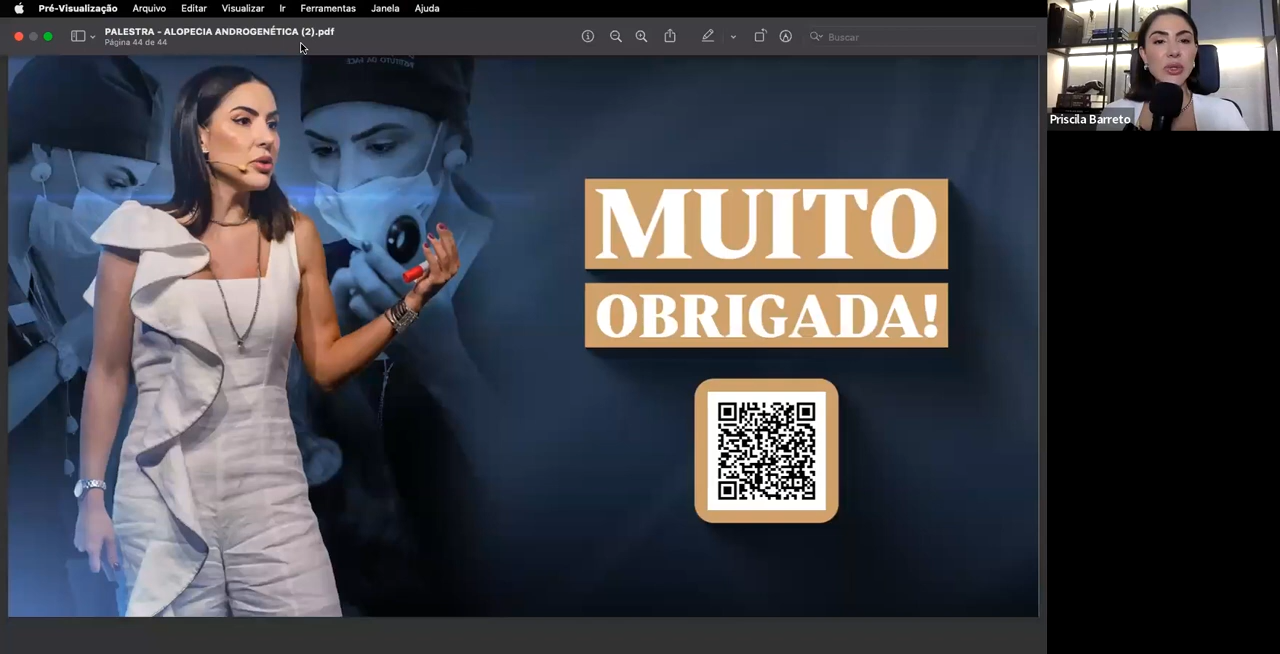 Pré-Visualização Arquivo Editar Visualizar Ir Ferramentas Janela Ajuda
PALESTRA - ALOPECIA ANDROGENÉTICA (2).pdf
Página 44 de 44
Buscar
Priscila Barreto
MUITO
OBRIGADA!